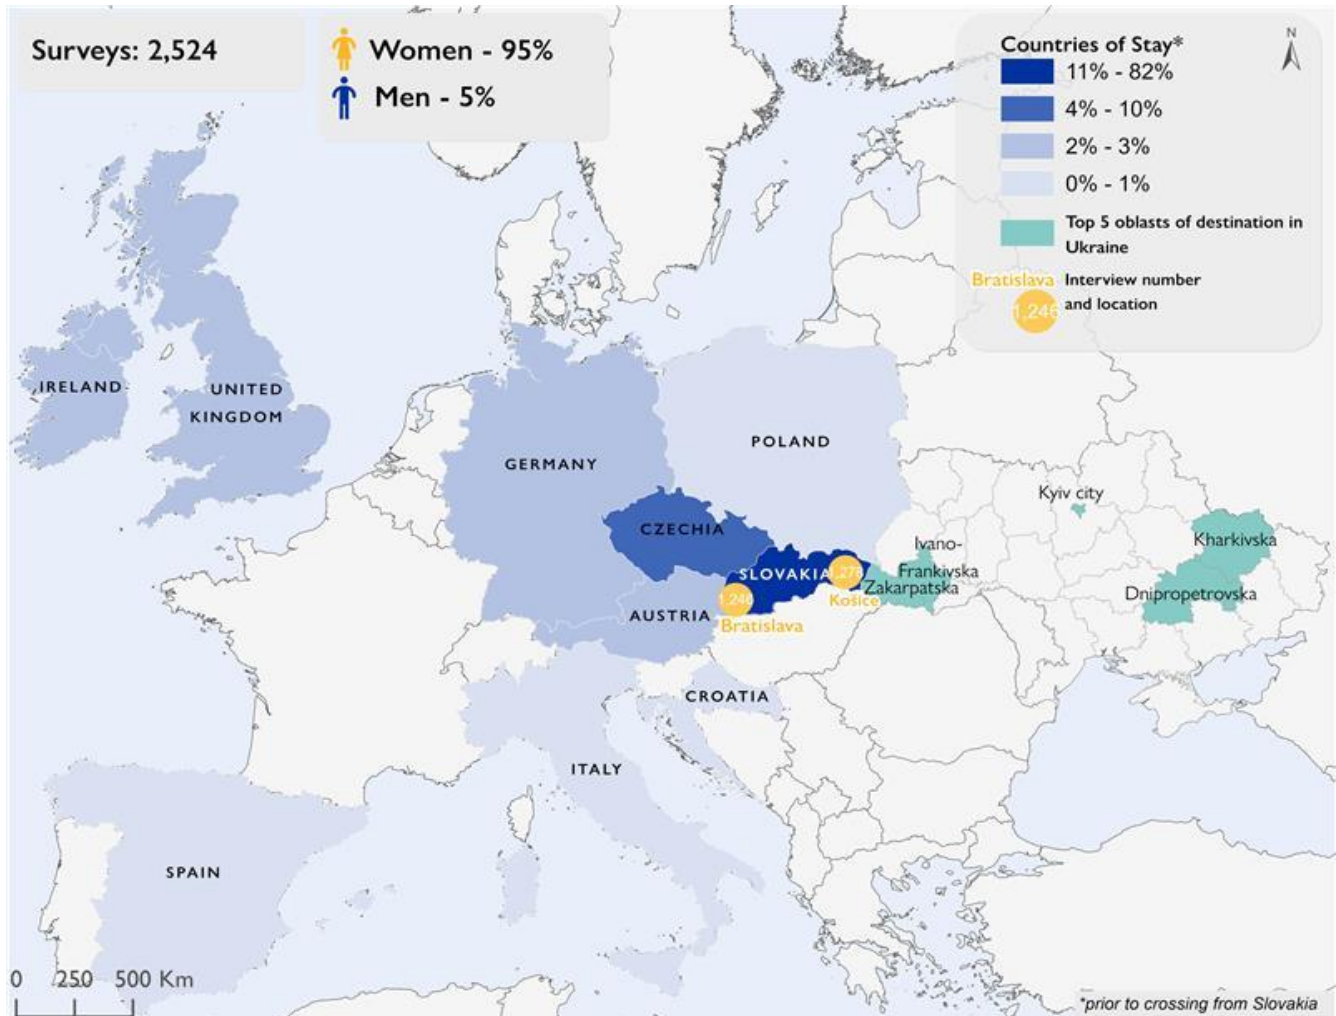 Surveys: 2,524
Women - 95%
Men - 5%
N
Countries of Stay*
11% - 82%
4% - 10%
2% - 3%
0% - 1%
Top 5 oblasts of destination in
Ukraine
Bratislava
Interview number
and location
1,246
IRELAND
UNITED
KINGDOM
GERMANY
POLAND
CZECHIA
SLOVAKIA
1,278
Košice
AUSTRIA
1,246
Bratislava
CROATIA
ITALY
SPAIN
Kyiv city
Ivano-
Frankivska
Zakarpatska
Kharkivska
Dnipropetrovska
0 250 500 Km
*prior to crossing from Slovakia